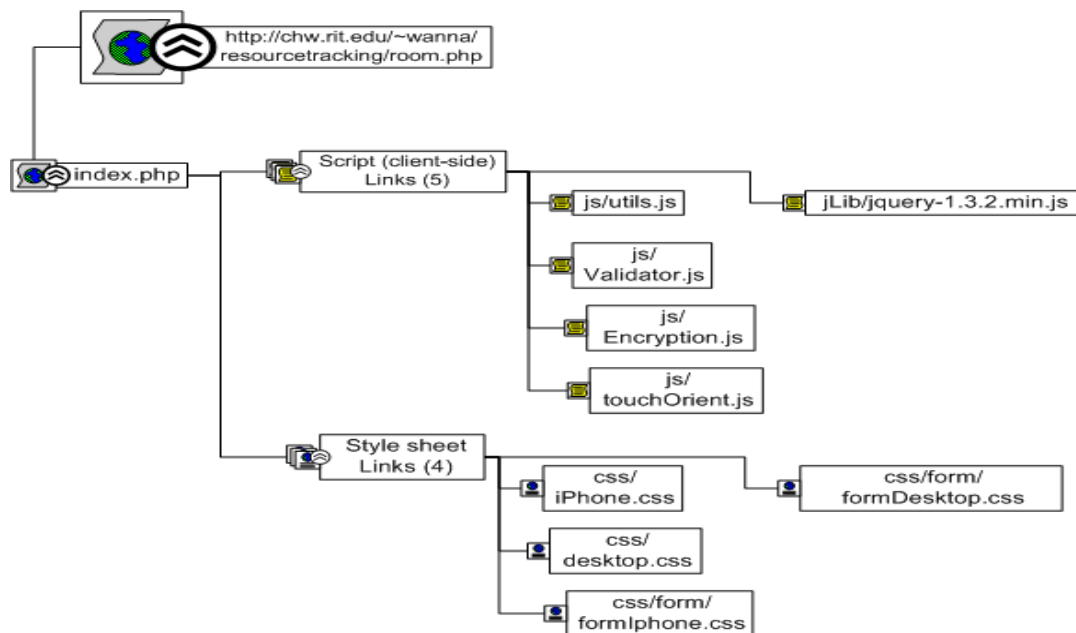 http://chw.rit.edu/~wanna/
resourcetracking/room.php
index.php
Script (client-side)
Links (5)
js/utils.js
jLib/jquery-1.3.2.min.js
js/
Validator.js
js/
Encryption.js
js/
touchOrient.js
Style sheet
Links (4)
css/
iPhone.css
css/form/
formDesktop.css
css/
desktop.css
css/form/
formIphone.css